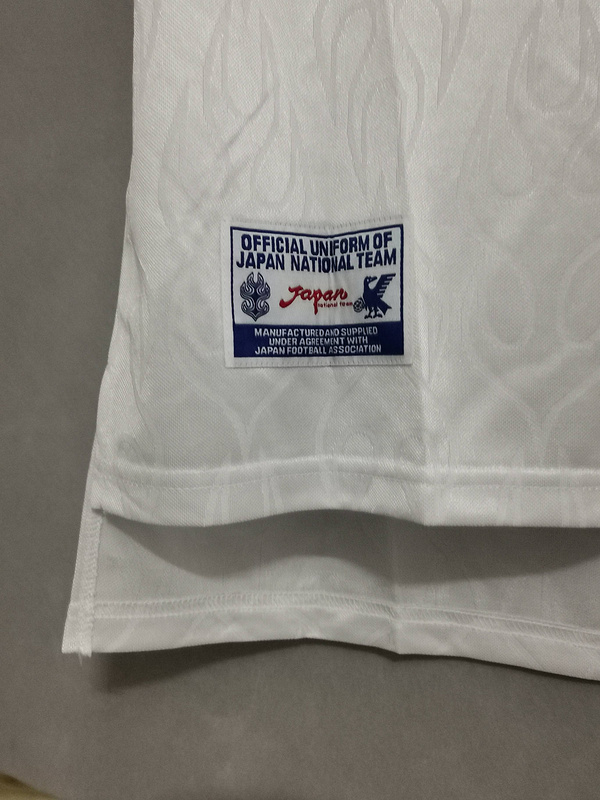 OFFICIAL UNIFORM OF
JAPAN NATIONAL TEAM
Japan
national team
MANUFACTURED AND SUPPLIED
UNDER AGREEMENT WITH
JAPAN FOOTBALL ASSOCIATION